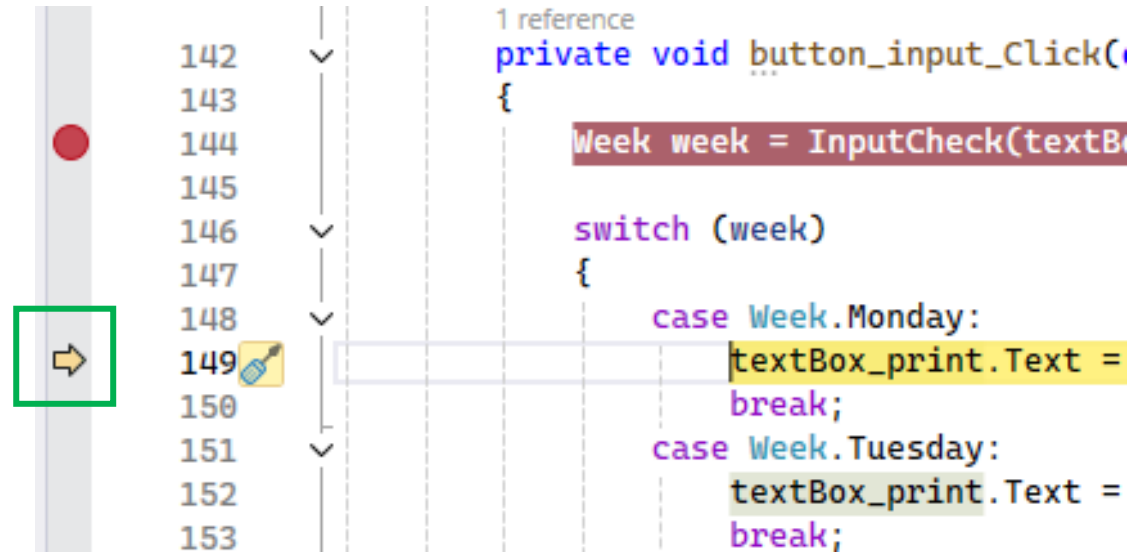 1 reference
142 private void button_input_Click(
143 {
144 Week week = InputCheck(textBo
145
146 switch (week)
147 {
148 case Week.Monday:
149 textBox_print.Text =
150 break;
151 case Week.Tuesday:
152 textBox_print.Text =
153 break;